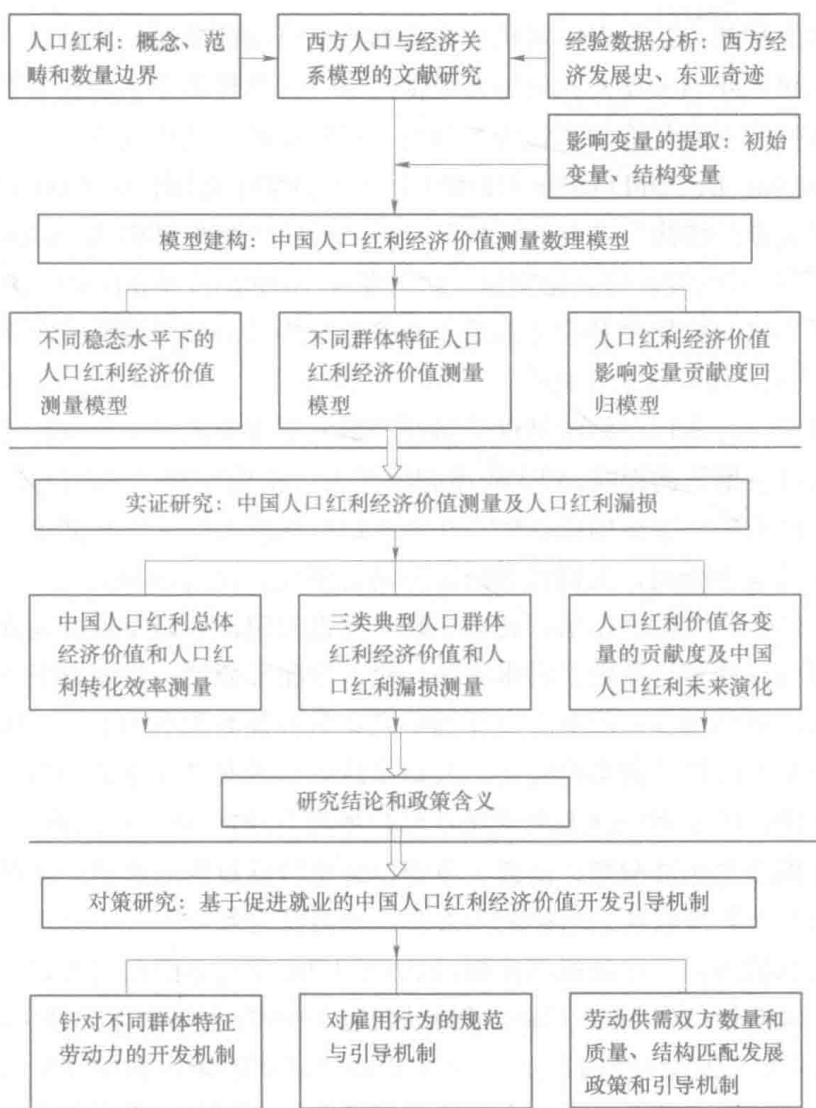 人口红利：概念、范
畴和数量边界
西方人口与经济关
系模型的文献研究
经验数据分析：西方经
济发展史、东亚奇迹
影响变量的提取：初始
变量、结构变量
模型建构：中国人口红利经济价值测量数理模型
不同稳态水平下的
人口红利经济价值
测量模型
不同群体特征人口
红利经济价值测量
模型
人口红利经济价值
影响变量贡献度回
归模型
实证研究：中国人口红利经济价值测量及人口红利漏损
中国人口红利总体
经济价值和人口红
利转化效率测量
三类典型人口群体
红利经济价值和人
口红利漏损测量
人口红利价值各变
量的贡献度及中国
人口红利未来演化
研究结论和政策含义
对策研究：基于促进就业的中国人口红利经济价值开发引导机制
针对不同群体特征
劳动力的开发机制
对雇用行为的规范
与引导机制
劳动供需双方数量和
质量、结构匹配发展
政策和引导机制